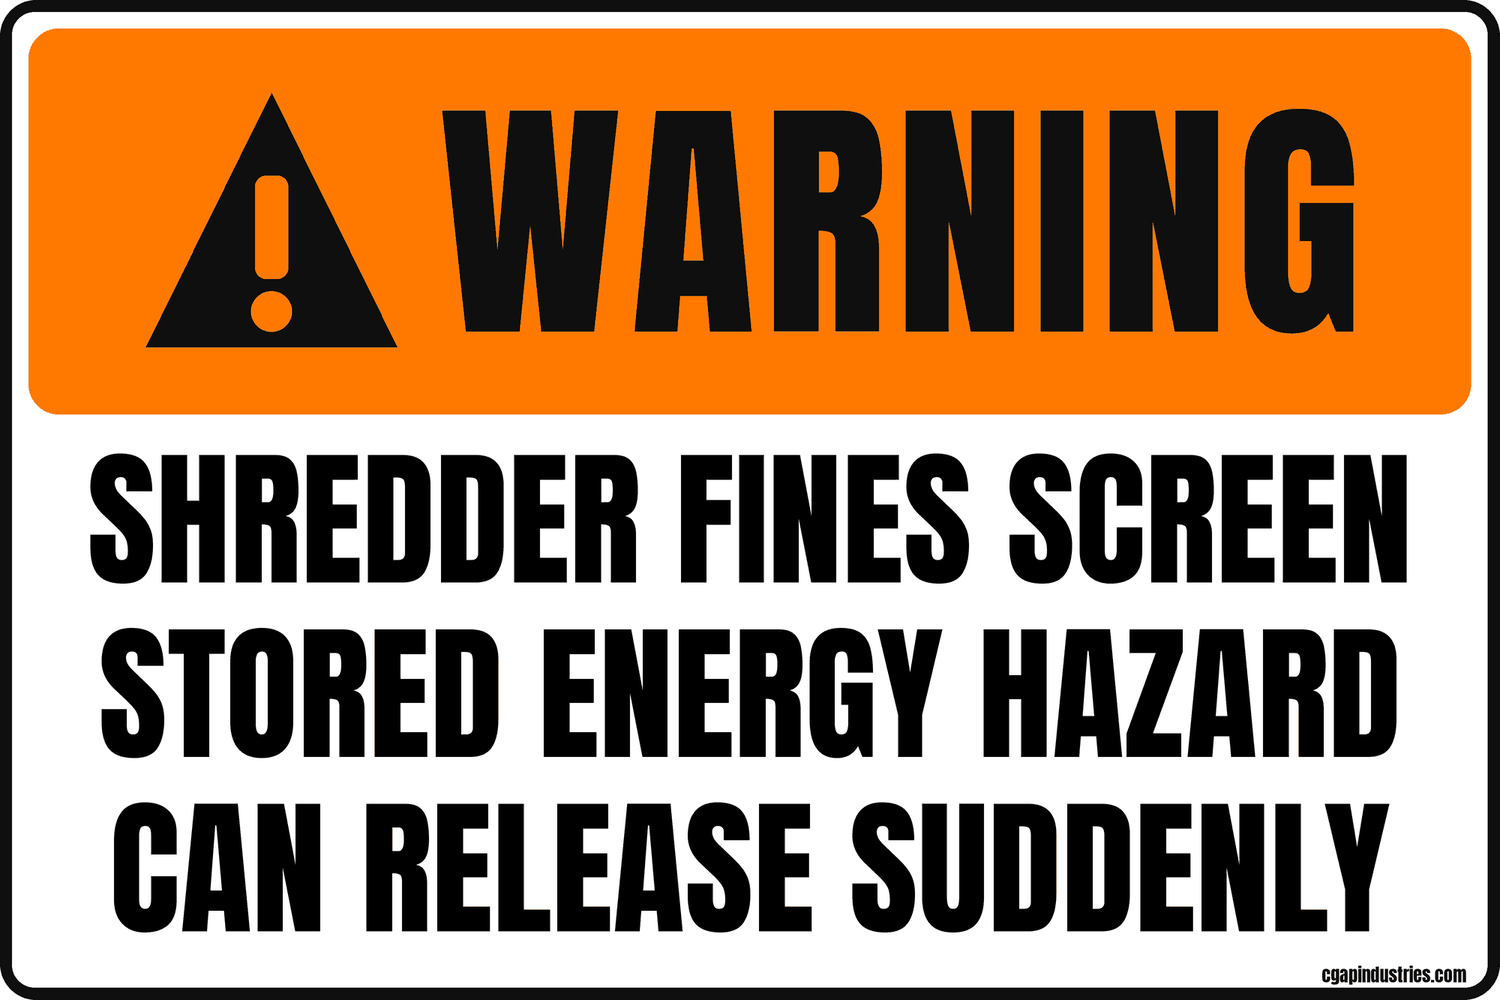 WARNING
SHREDDER FINES SCREEN
STORED ENERGY HAZARD
CAN RELEASE SUDDENLY
cgapindustries.com